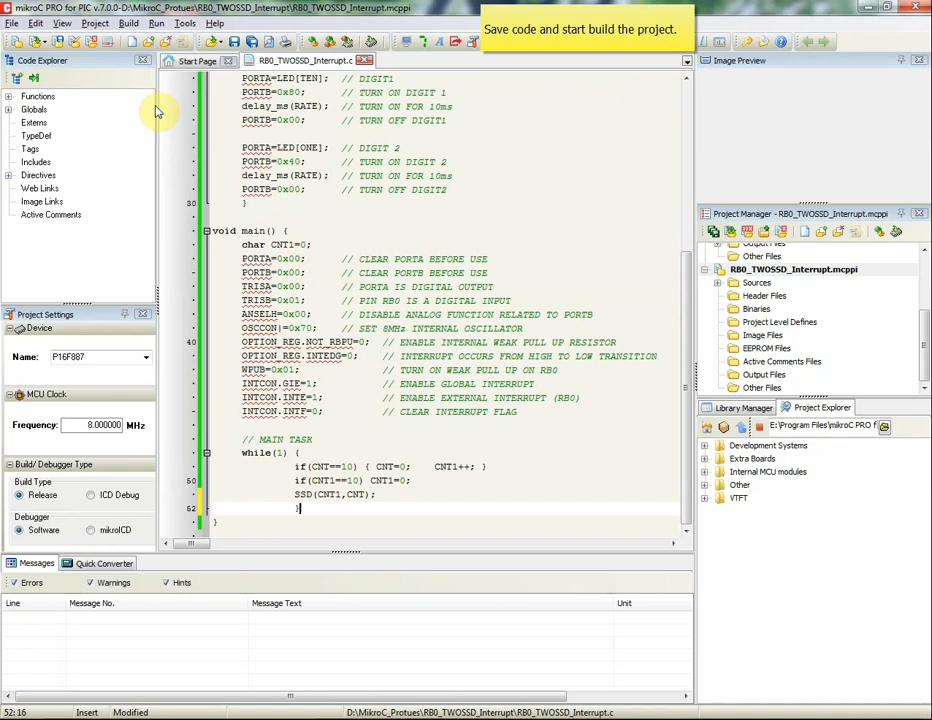 mikroC PRO for PIC v.7.0.0-D:\MikroC_Protues\RB0_TWOSSD_Interrupt\RB0_TWOSSD_Interrupt.mcppi
Save code and start build the project.
File Edit View Project Build Run Tools Help
Code Explorer
Start Page
RB0_TWOSSD_Interrupt.c
Image Preview
Functions
Globals
Externs
TypeDef
Tags
Includes
Directives
Web Links
Image Links
Active Comments
PORTA=LED[TEN]; // DIGIT1
PORTB=0x80; // TURN ON DIGIT 1
delay_ms(RATE); // TURN ON FOR 10ms
PORTB=0x00; // TURN OFF DIGIT1
PORTA=LED[ONE]; // DIGIT 2
PORTB=0x40; // TURN ON DIGIT 2
delay_ms(RATE); // TURN ON FOR 10ms
PORTB=0x00; // TURN OFF DIGIT2
30 }
void main() {
char CNT1=0;
PORTA=0x00; // CLEAR PORTA BEFORE USE
PORTB=0x00; // CLEAR PORTB BEFORE USE
TRISA=0x00; // PORTA IS DIGITAL OUTPUT
TRISB=0x01; // PIN RB0 IS A DIGITAL INPUT
ANSELH=0x00; // DISABLE ANALOG FUNCTION RELATED TO PORTB
OSCCON|=0x70; // SET 8MHz INTERNAL OSCILLATOR
40 OPTION_REG.NOT_RBPU=0; // ENABLE INTERNAL WEAK PULL UP RESISTOR
OPTION_REG.INTEDG=0; // INTERRUPT OCCURS FROM HIGH TO LOW TRANSITION
WPUB=0x01; // TURN ON WEAK PULL UP ON RB0
INTCON.GIE=1; // ENABLE GLOBAL INTERRUPT
INTCON.INTE=1; // ENABLE EXTERNAL INTERRUPT (RB0)
INTCON.INTF=0; // CLEAR INTERRUPT FLAG
// MAIN TASK
while(1) {
if(CNT==10) { CNT=0; CNT1++; }
50 if(CNT1==10) CNT1=0;
SSD(CNT1,CNT);
52 }
}
Project Manager - RB0_TWOSSD_Interrupt.mcppi
Output Files
Other Files
RB0_TWOSSD_Interrupt.mcppi
Sources
Header Files
Binaries
Project Level Defines
Image Files
EEPROM Files
Active Comments Files
Output Files
Other Files
Project Settings
Device
Name: P16F887
MCU Clock
Frequency: 8.000000 MHz
Build/Debugger Type
Build Type
Release ICD Debug
Debugger
Software mikroICD
Library Manager
Project Explorer
E:\Program Files\mikroC PRO f
Development Systems
Extra Boards
Internal MCU modules
Other
VTFT
Messages
Quick Converter
Errors Warnings Hints
Line Message No. Message Text Unit
52: 16 Insert Modified D:\MikroC_Protues\RB0_TWOSSD_Interrupt\RB0_TWOSSD_Interrupt.c